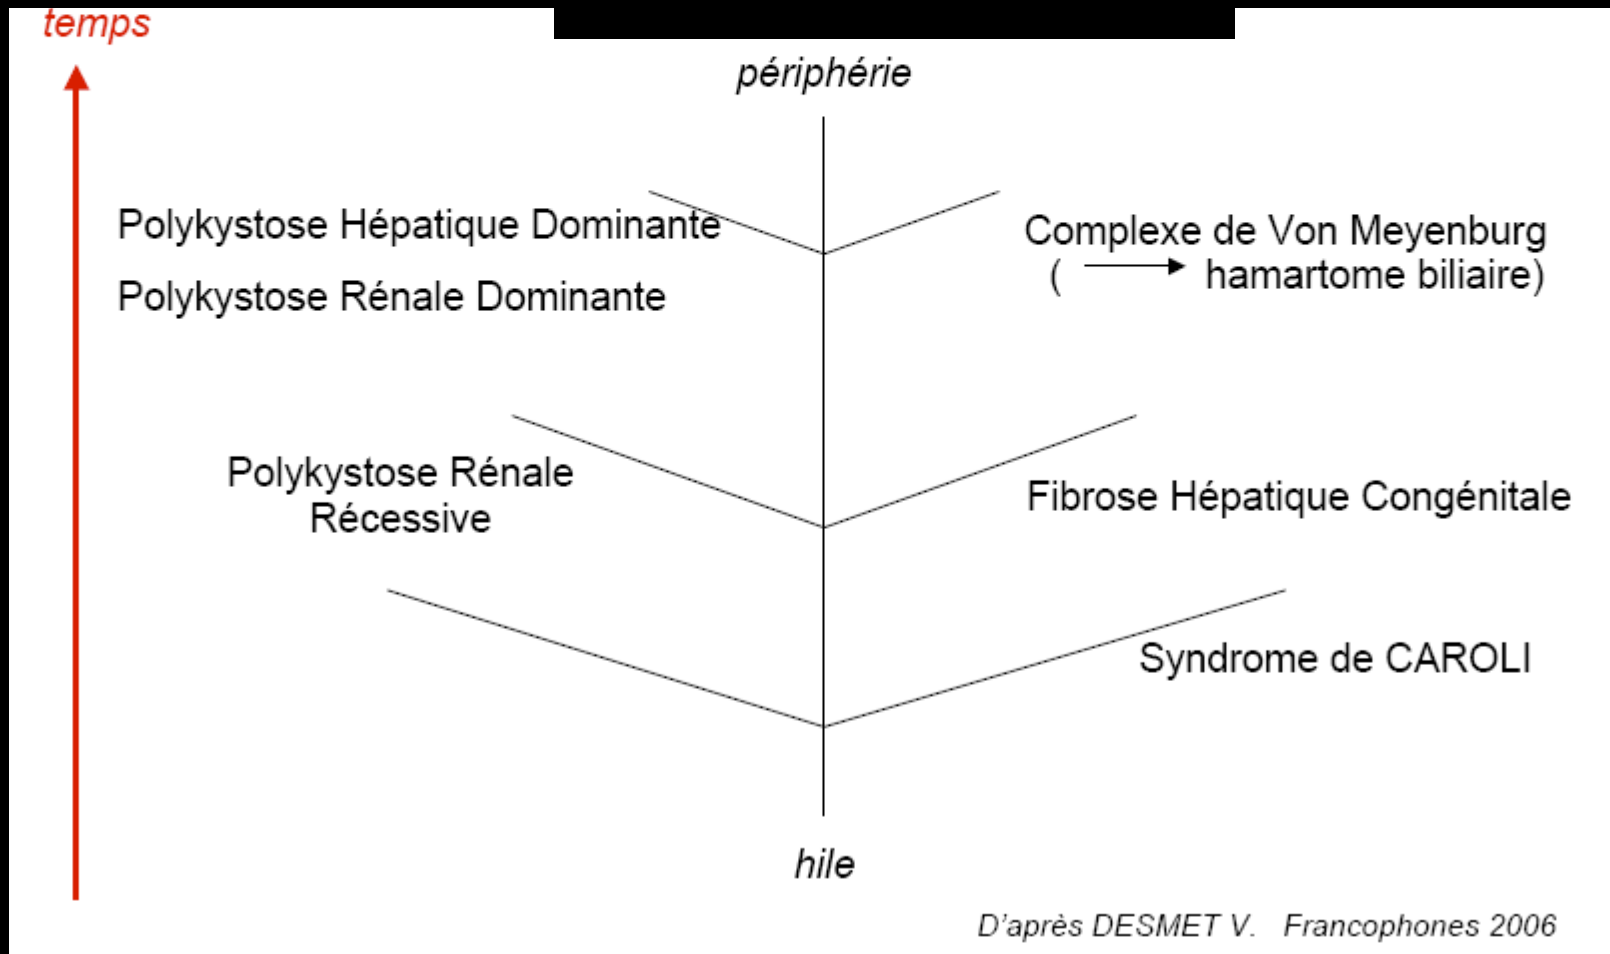 temps
périphérie
Polykystose Hépatique Dominante
Polykystose Rénale Dominante
Complexe de Von Meyenburg
( hamartome biliaire)
Polykystose Rénale
Récessive
Fibrose Hépatique Congénitale
Syndrome de CAROLI
hile
D'après DESMET V. Francophones 2006